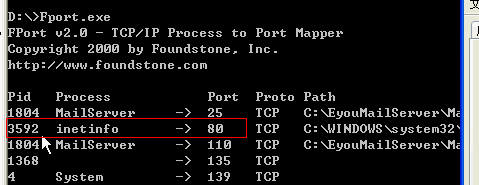 文
D:\>Fport.exe
FPort v2.0 - TCP/IP Process to Port Mapper
Copyright 2000 by Foundstone, Inc.
http://www.foundstone.com
Pid Process Port Proto Path
1804 MailServer -> 25 TCP C:\EyouMailServer\Ma
3592 inetinfo -> 80 TCP C:\WINDOWS\system32\
1804 MailServer -> 110 TCP C:\EyouMailServer\Ma
1368 -> 135 TCP
4 System -> 139 TCP